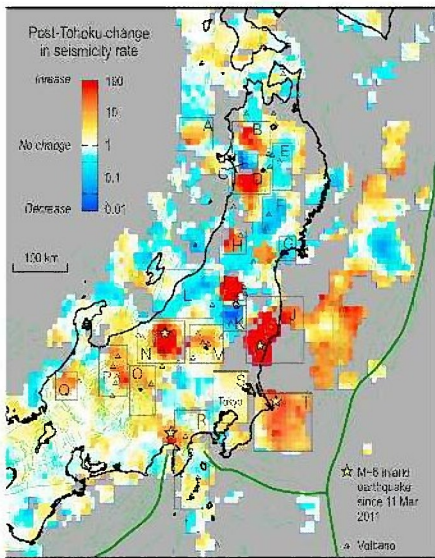 Post-Tohoku-change
in seismicity rate
Increase
100
10
No change
1
0.1
Decrease
0.01
100 km
A
B
C
E
H
G
L
K
J
N
V
Q
P
O
S
Tokyo
T
R
M>6 inland
earthquake
since 11 Mar
2011
Volcano